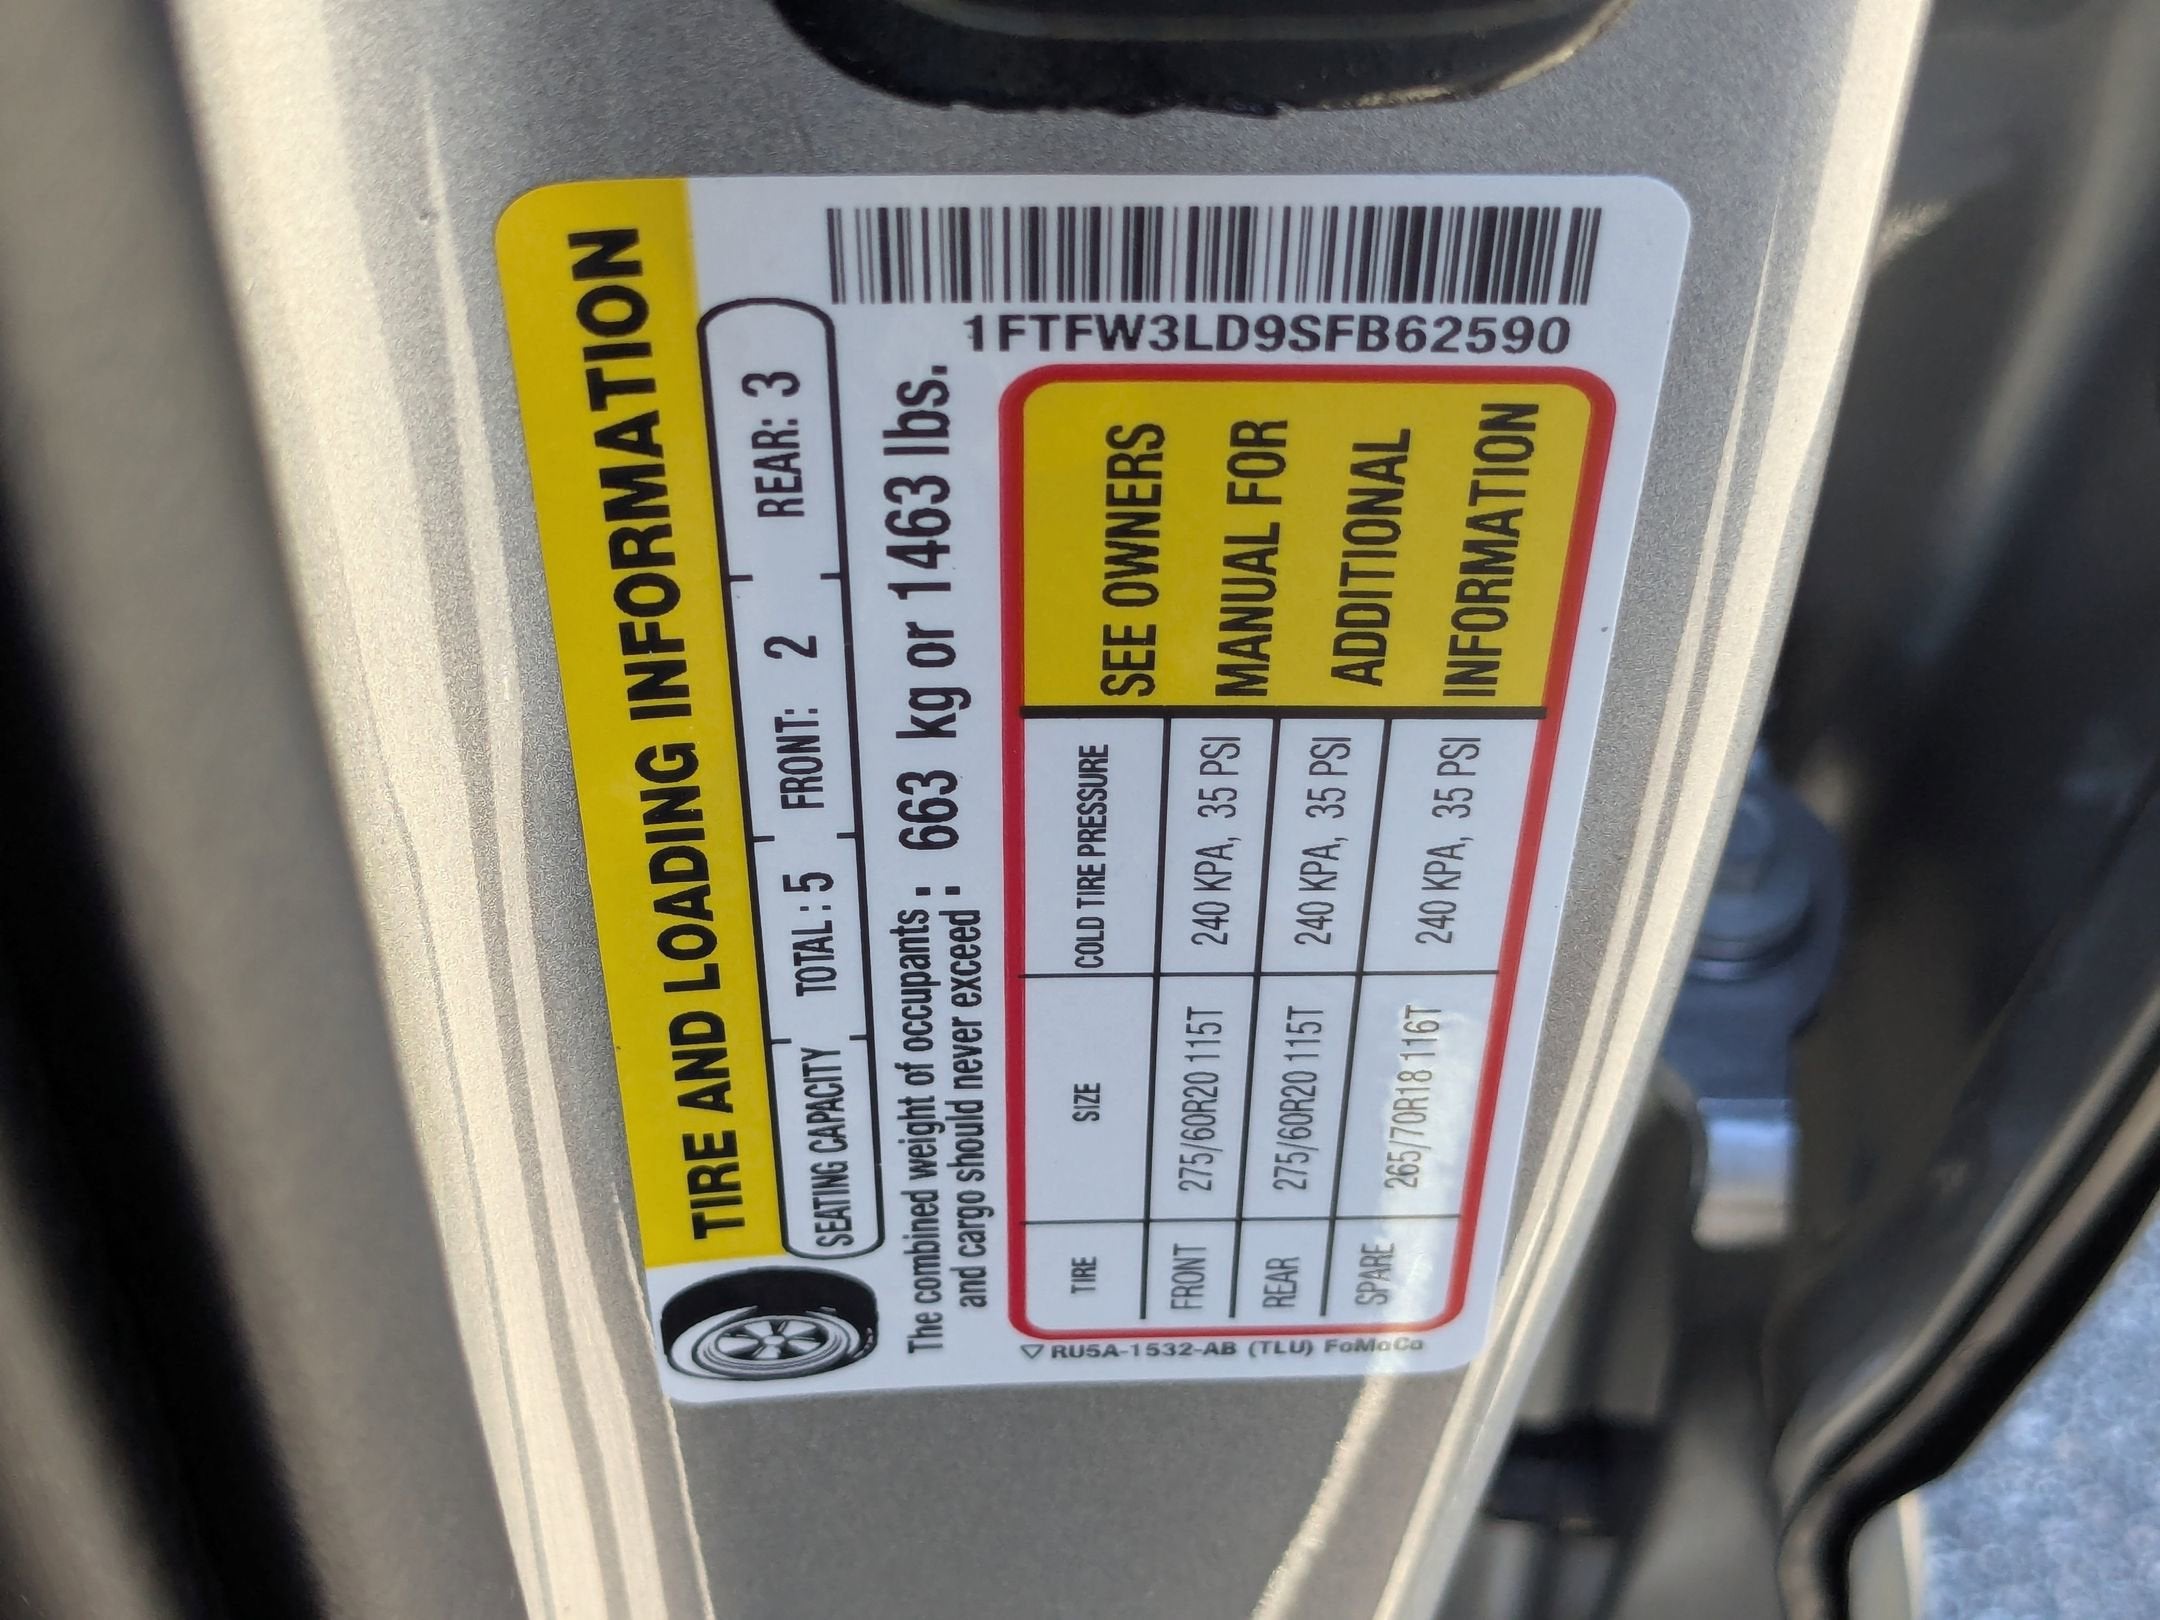 TIRE AND LOADING INFORMATION
SEATING CAPACITY TOTAL : 5 FRONT: 2 REAR: 3
The combined weight of occupants
and cargo should never exceed : 663 kg or 1463 lbs.
TIRE SIZE COLD TIRE PRESSURE
FRONT 275/60R20 115T 240 KPA, 35 PSI
REAR 275/60R20 115T 240 KPA, 35 PSI
SPARE 265/70R18 116T 240 KPA, 35 PSI
SEE OWNERS
MANUAL FOR
ADDITIONAL
INFORMATION
RU5A-1532-AB (TLU) FoMoCo
1FTFW3LD9SFB62590